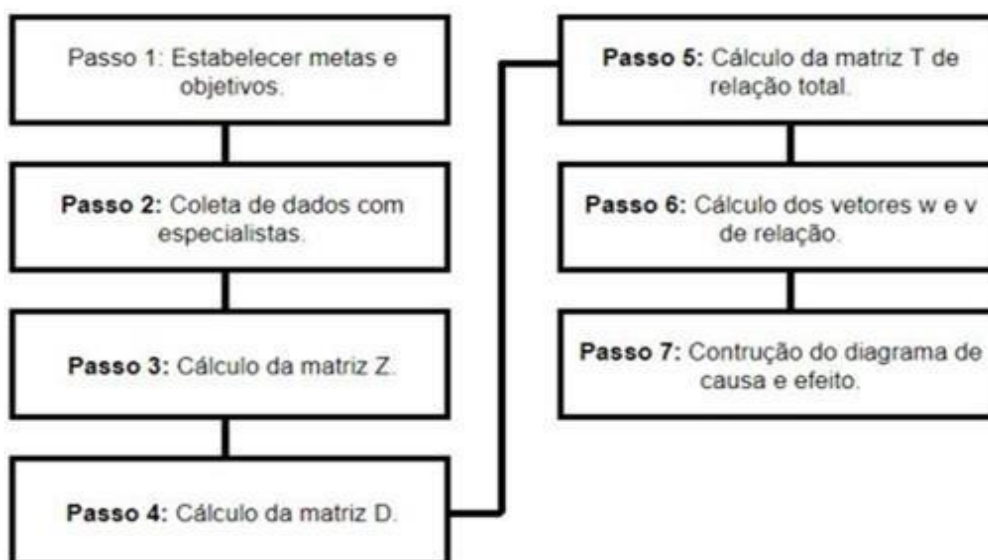 Passo 1: Estabelecer metas e
objetivos.
Passo 2: Coleta de dados com
especialistas.
Passo 3: Cálculo da matriz Z.
Passo 4: Cálculo da matriz D.
Passo 5: Cálculo da matriz T de
relação total.
Passo 6: Cálculo dos vetores w e v
de relação.
Passo 7: Contrução do diagrama de
causa e efeito.